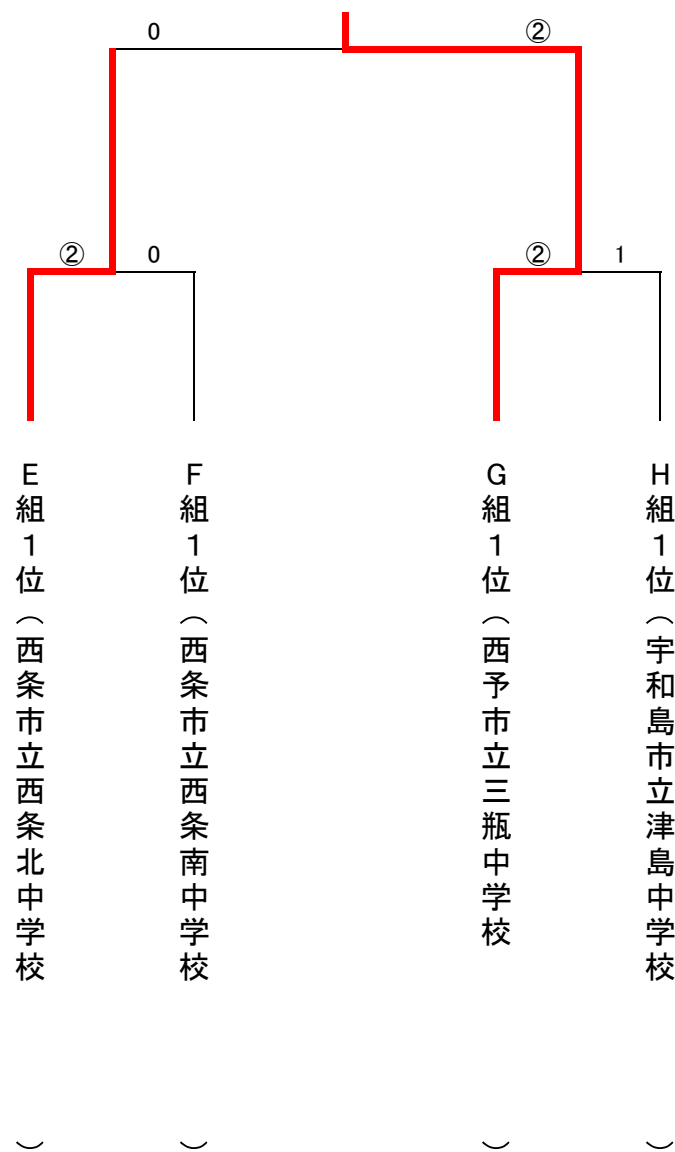 0 ②
② 0 ② 1
E組1位(西条市立西条北中学校)
F組1位(西条市立西条南中学校)
G組1位(西予市立三瓶中学校)
H組1位(宇和島市立津島中学校)